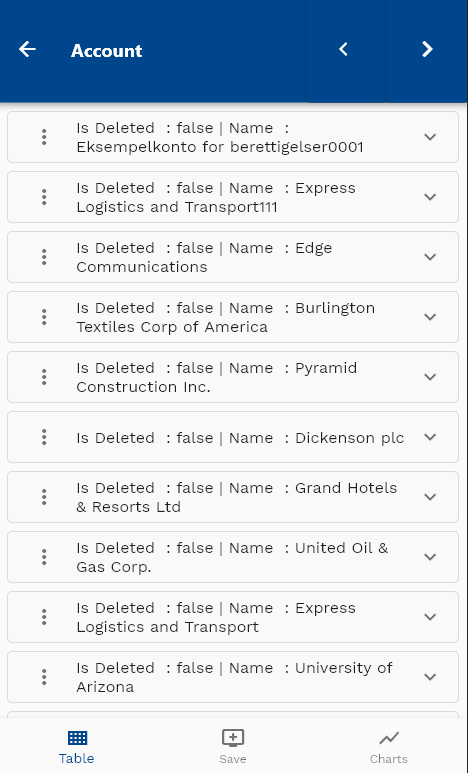 Account
Is Deleted : false | Name :
Eksempelkonto for berettigelser0001
Is Deleted : false | Name : Express
Logistics and Transport111
Is Deleted : false | Name : Edge
Communications
Is Deleted : false | Name : Burlington
Textiles Corp of America
Is Deleted : false | Name : Pyramid
Construction Inc.
Is Deleted : false | Name : Dickenson plc
Is Deleted : false | Name : Grand Hotels
& Resorts Ltd
Is Deleted : false | Name : United Oil &
Gas Corp.
Is Deleted : false | Name : Express
Logistics and Transport
Is Deleted : false | Name : University of
Arizona
Table
Save
Charts